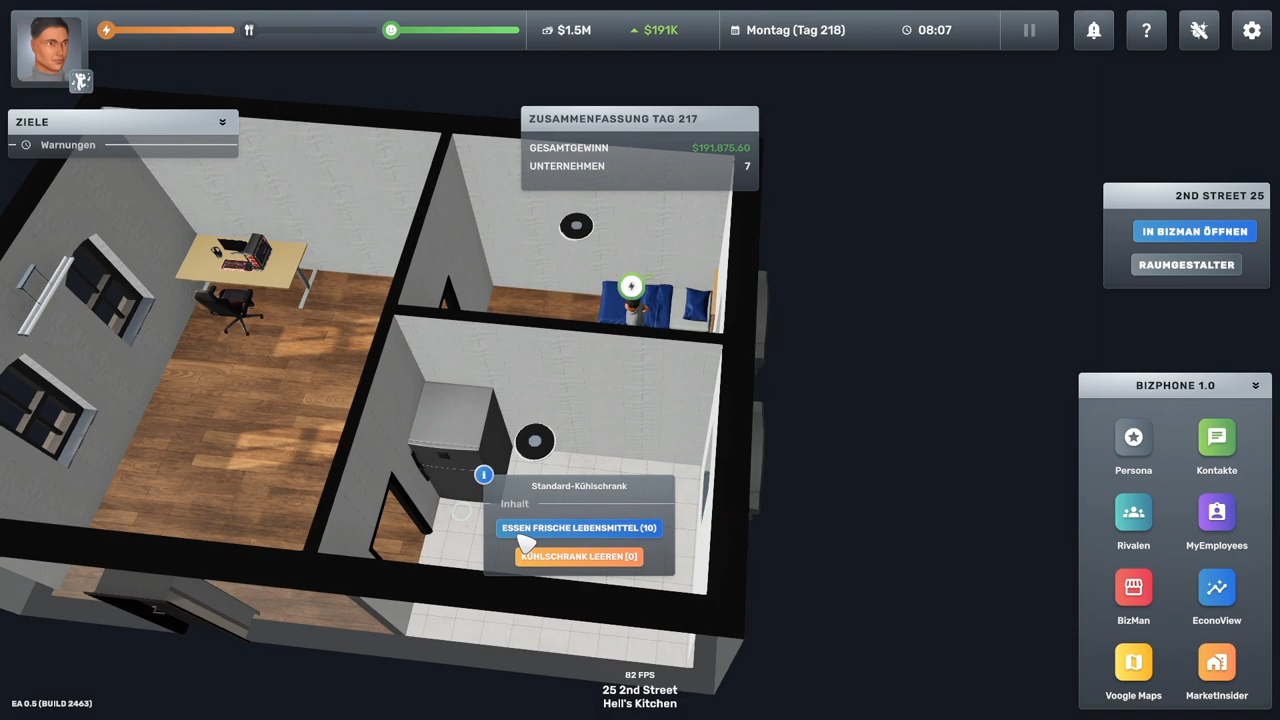 $1.5M
$191K
Montag (Tag 218)
08:07
?
ZIELE
Warnungen
ZUSAMMENFASSUNG TAG 217
GESAMTGEWINN $191,875.60
UNTERNEHMEN 7
2ND STREET 25
IN BIZMAN ÖFFNEN
RAUMGESTALTER
Standard-Kühlschrank
Inhalt
ESSEN FRISCHE LEBENSMITTEL (10)
KÜHLSCHRANK LEEREN [0]
BIZPHONE 1.0
Persona
Kontakte
Rivalen
MyEmployees
BizMan
EconoView
Voogle Maps
MarketInsider
82 FPS
25 2nd Street
Hell's Kitchen
EA 0.5 (BUILD 2463)